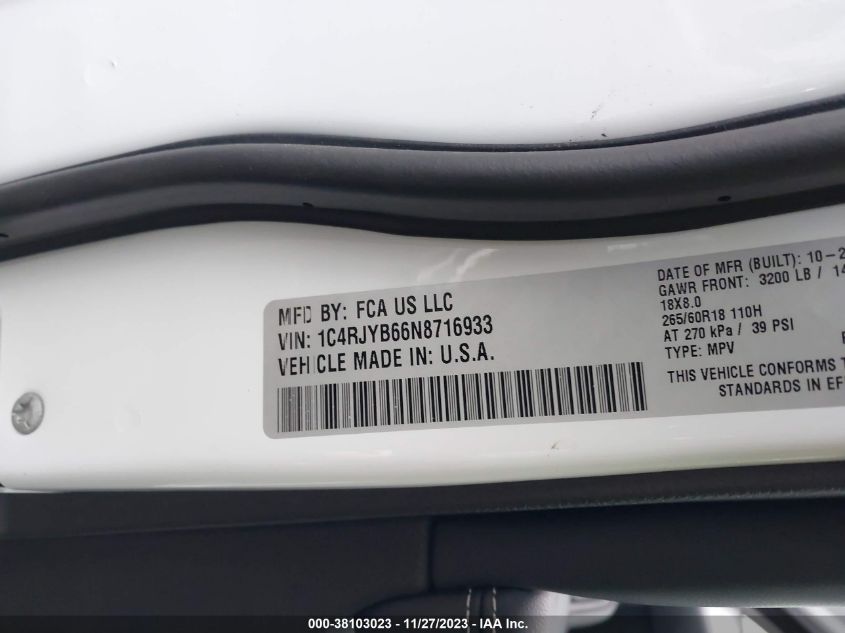 MFD BY: FCA US LLC
VIN: 1C4RJYB66N8716933
VEHICLE MADE IN: U.S.A.
DATE OF MFR (BUILT): 10-2
GAWR FRONT: 3200 LB / 14
18X8.0
265/60R18 110H
AT 270 kPa / 39 PSI
TYPE: MPV
THIS VEHICLE CONFORMS T
STANDARDS IN EF
000-38103023 - 11/27/2023 - IAA Inc.